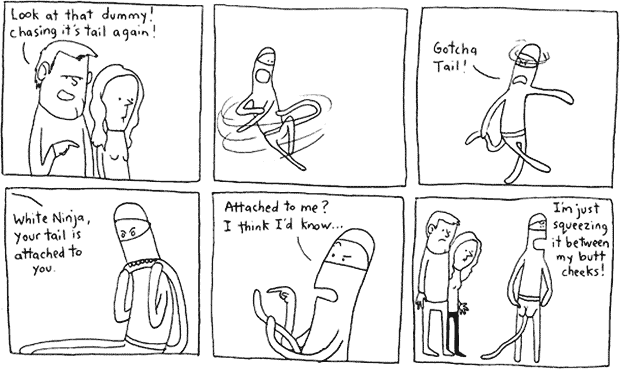 Look at that dummy!
Chasing it's tail again!
Gotcha
Tail!
White Ninja,
your tail is
attached to
you.
Attached to me?
I think I'd know...
I'm just
squeezing
it between
my butt
cheeks!